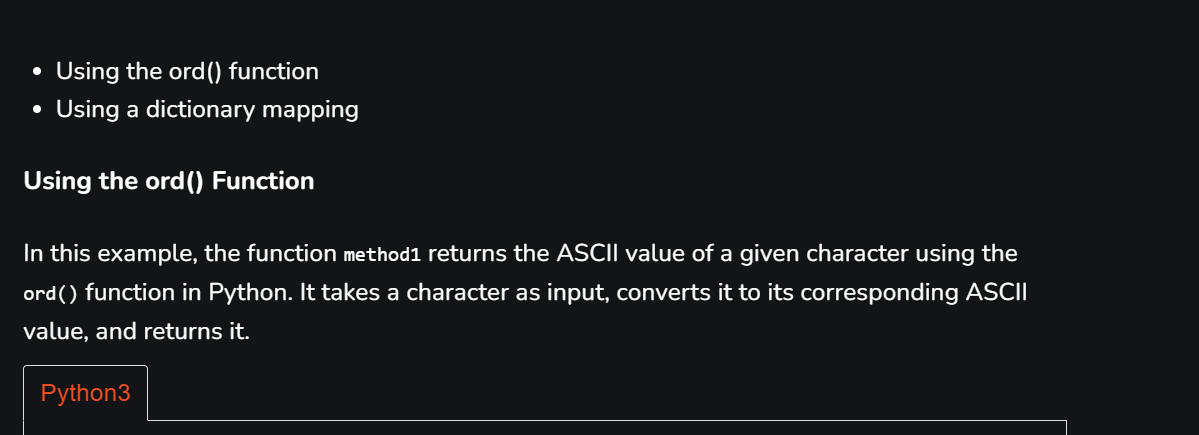 • Using the ord() function
• Using a dictionary mapping
Using the ord() Function
In this example, the function method1 returns the ASCII value of a given character using the
ord() function in Python. It takes a character as input, converts it to its corresponding ASCII
value, and returns it.
Python3